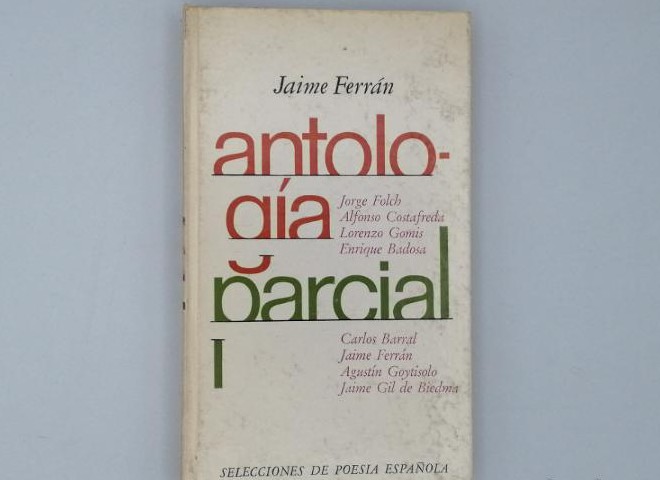 Jaime Ferrán
antolo-
gía
Jorge Folch
Alfonso Costafreda
Lorenzo Gomis
Enrique Badosa
parcial
Carlos Barral
Jaime Ferrán
Agustín Goytisolo
Jaime Gil de Biedma
SELECCIONES DE POESIA ESPAÑOLA